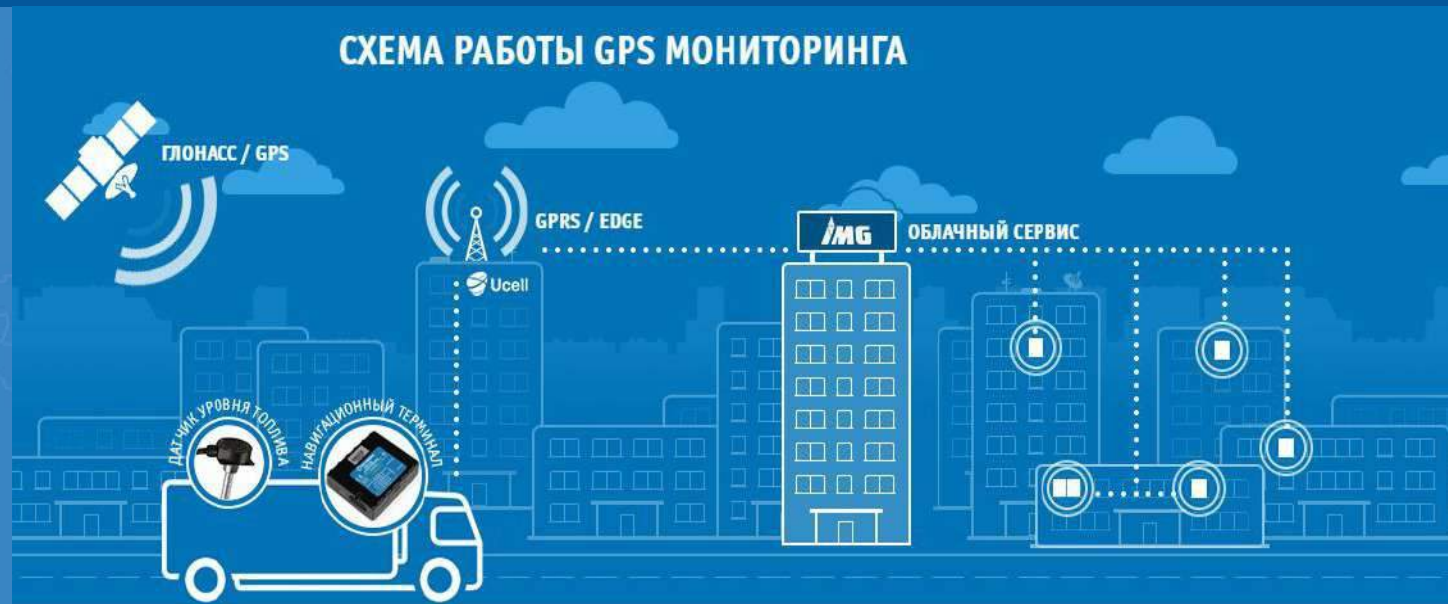 СХЕМА РАБОТЫ GPS МОНИТОРИНГА
ГЛОНАСС / GPS
GPRS / EDGE
IMG
ОБЛАЧНЫЙ СЕРВИС
Ucell
ДАТЧИК УРОВНЯ ТОПЛИВА
НАВИГАЦИОННЫЙ ТЕРМИНАЛ